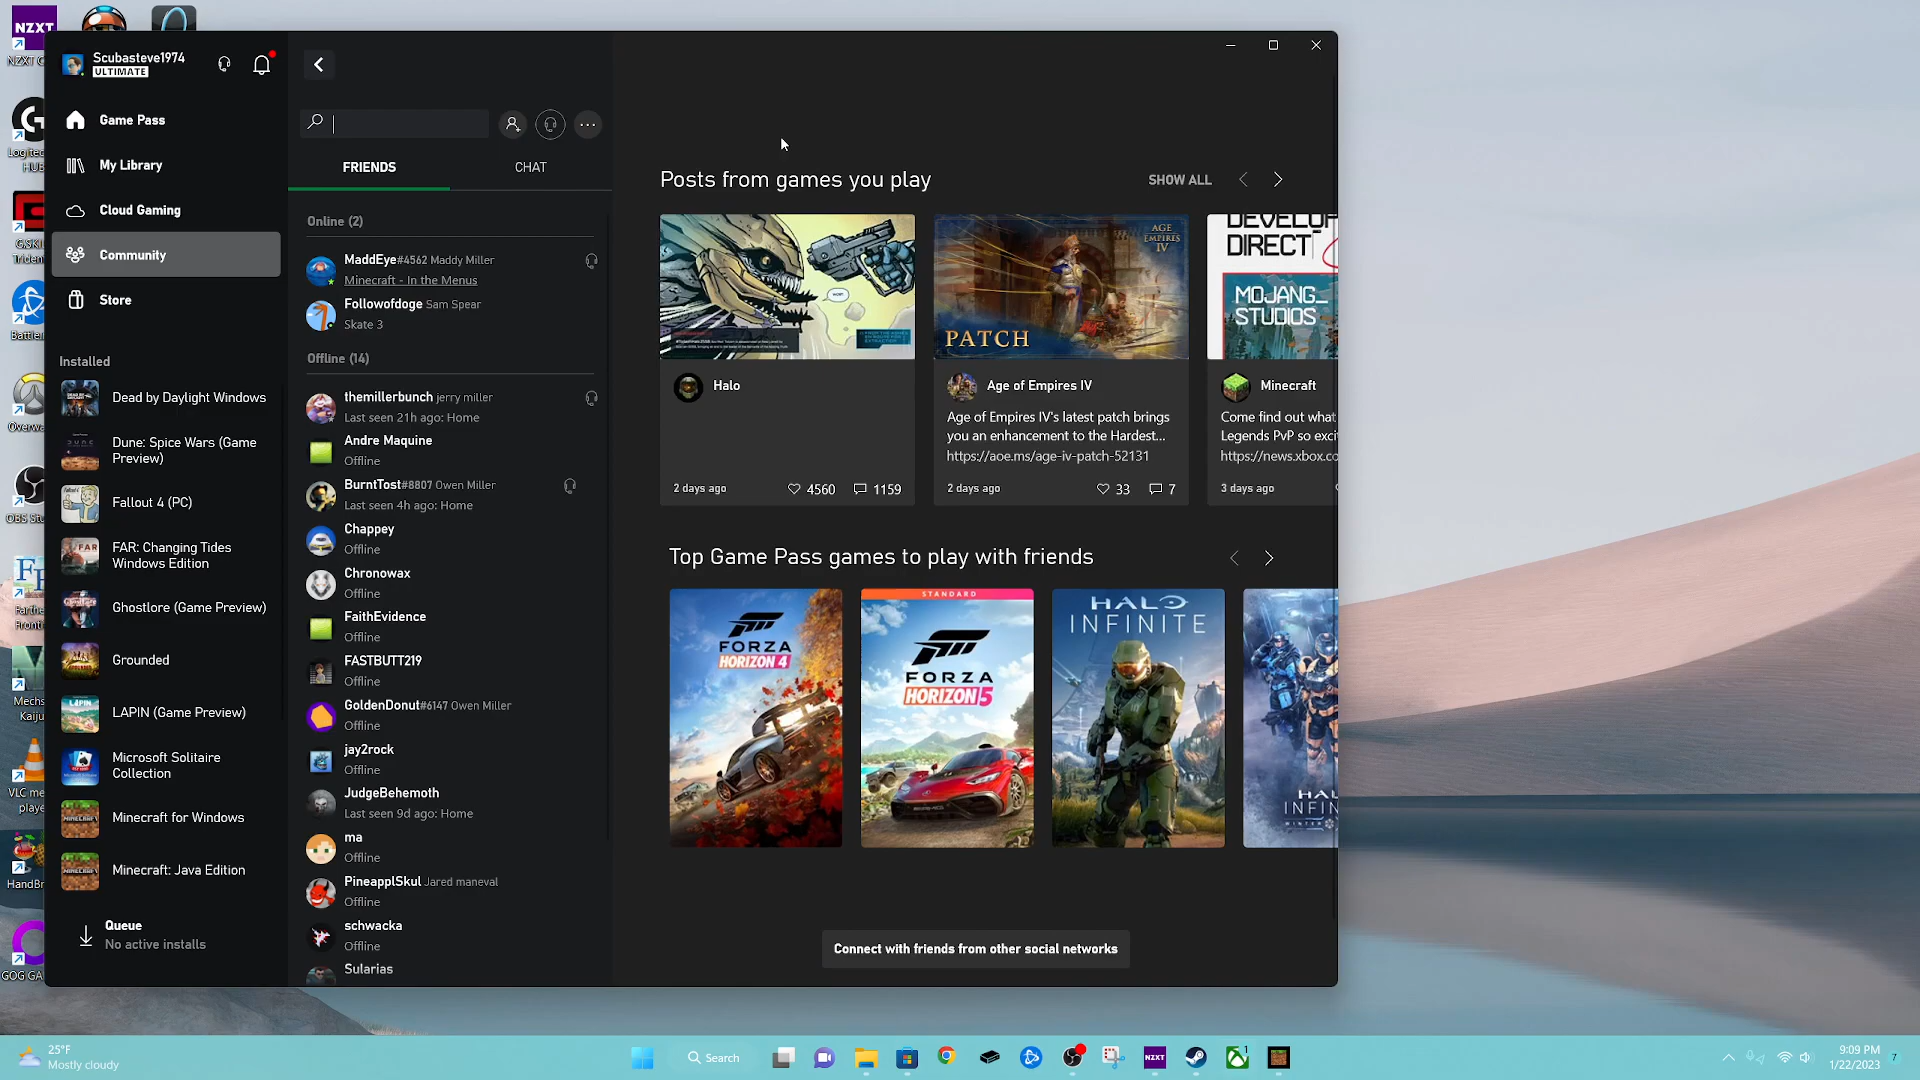 NZXT
Scubasteve1974
ULTIMATE
Game Pass
My Library
Cloud Gaming
Community
Store
Installed
Dead by Daylight Windows
Dune: Spice Wars (Game
Preview)
Fallout 4 (PC)
FAR: Changing Tides
Windows Edition
Ghostlore (Game Preview)
Grounded
LAPIN (Game Preview)
Microsoft Solitaire
Collection
Minecraft for Windows
Minecraft: Java Edition
Queue
No active installs
FRIENDS
CHAT
Online (2)
MaddEye#4562 Maddy Miller
Minecraft - In the Menus
Followofdoge Sam Spear
Skate 3
Offline (14)
themillerbunch jerry miller
Last seen 21h ago: Home
Andre Maquine
Offline
BurntTost#8807 Owen Miller
Last seen 4h ago: Home
Chappey
Offline
Chronowax
Offline
FaithEvidence
Offline
FASTBUTT219
Offline
GoldenDonut#6147 Owen Miller
Offline
jay2rock
Offline
JudgeBehemoth
Last seen 9d ago: Home
ma
Offline
PineapplSkul Jared maneval
Offline
schwacka
Offline
Sularias
Posts from games you play
SHOW ALL
Halo
2 days ago
4560
1159
AGE
EMPIRES
IV
PATCH
Age of Empires IV
Age of Empires IV's latest patch brings
you an enhancement to the Hardest...
https://aoe.ms/age-iv-patch-52131
2 days ago
33
7
DEVELOP
DIRECT
MOJANG_
STUDIOS
Minecraft
Come find out what
Legends PvP so exci
https://news.xbox.co
3 days ago
Top Game Pass games to play with friends
FORZA
HORIZON 4
STANDARD
FORZA
HORIZON 5
HALO
INFINITE
HAL
INFIN
WINTER
Connect with friends from other social networks
25°F
Mostly cloudy
Search
NZXT
9:09 PM
1/22/2023
7